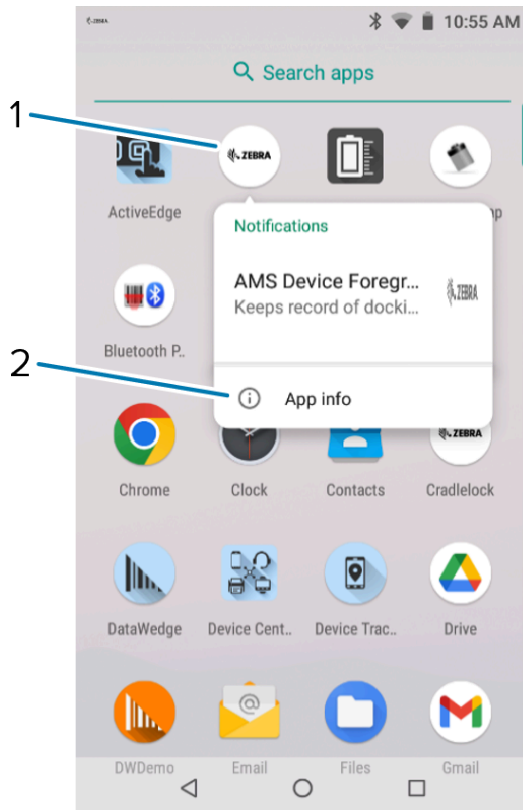 ZEBRA
10:55 AM
Search apps
1
ZEBRA
ActiveEdge
Notifications
AMS Device Foregr...
Keeps record of docki...
ZEBRA
Bluetooth P..
2
App info
ZEBRA
Chrome
Clock
Contacts
Cradlelock
DataWedge
Device Cent..
Device Trac..
Drive
DWDemo
Email
Files
Gmail